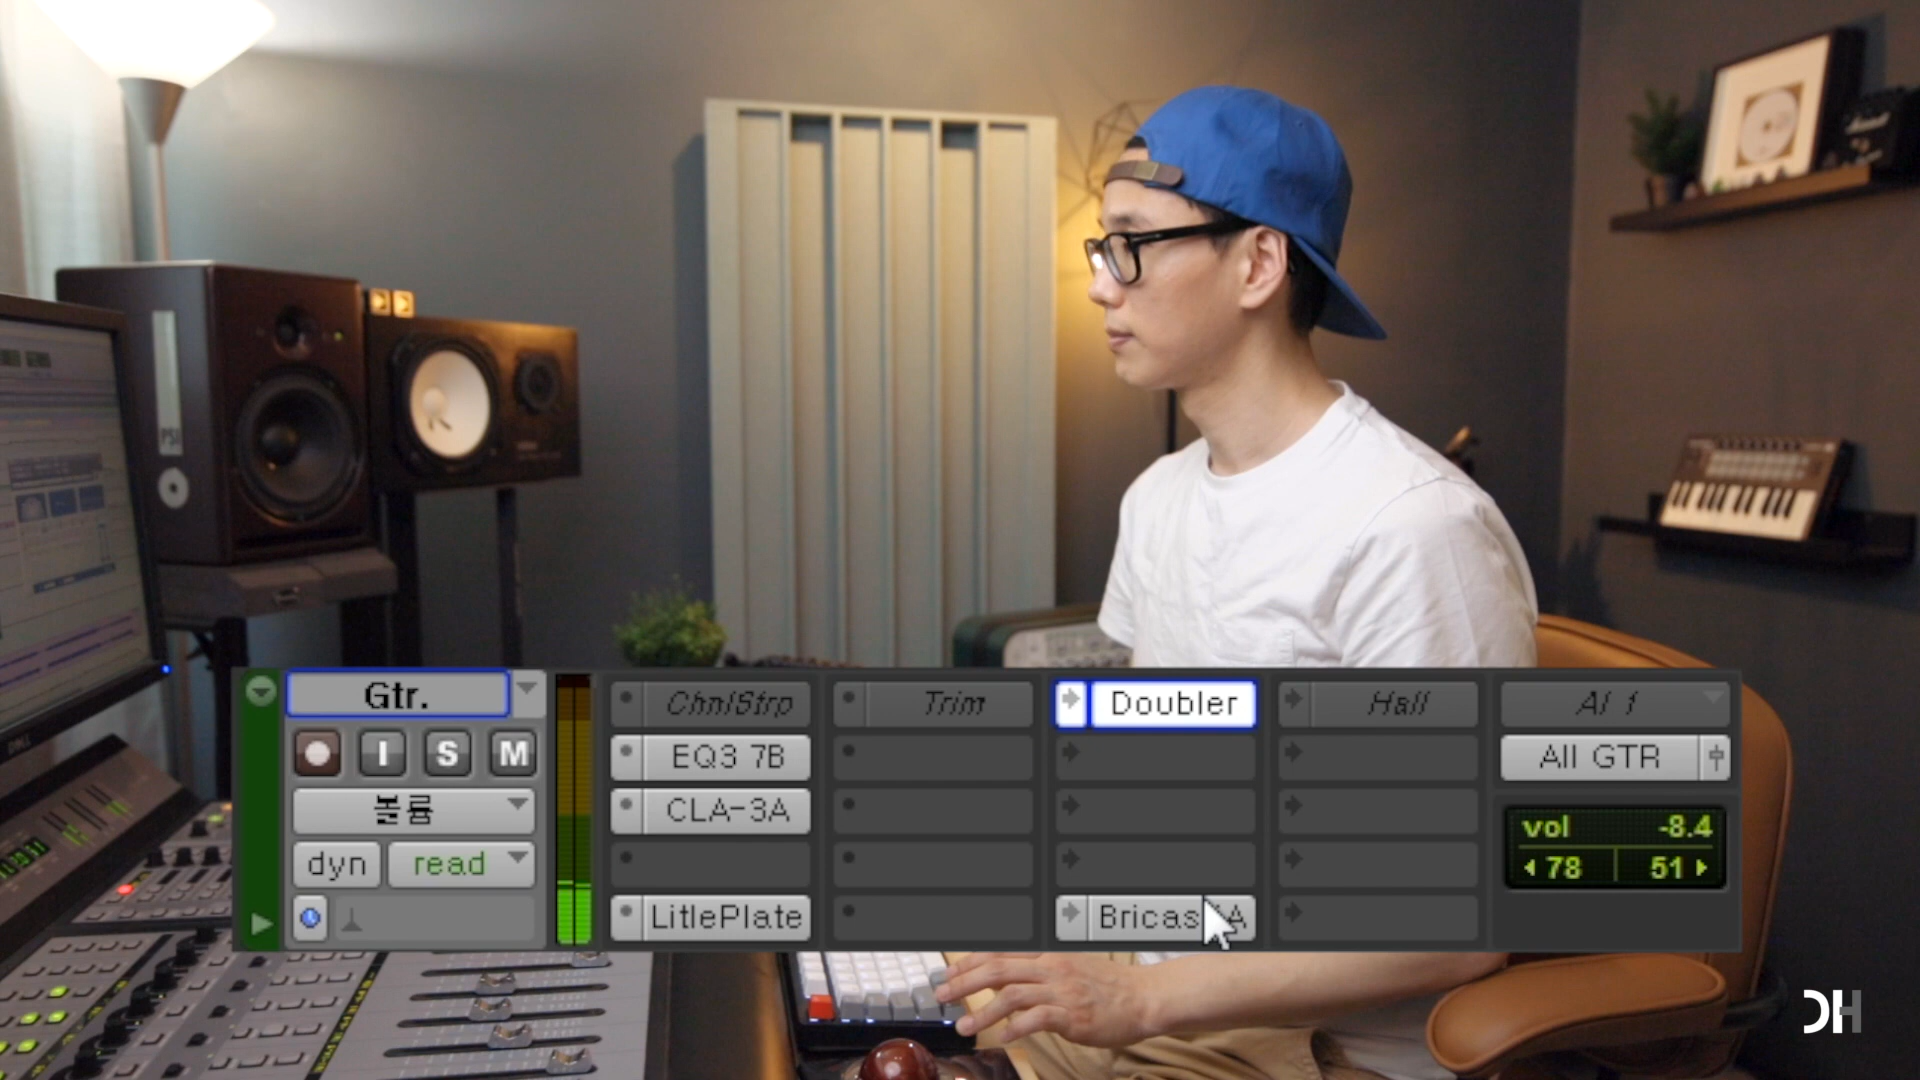 Gtr.
ChnlStrp
Trim
Doubler
Hall
I
S
M
EQ3 7B
All GTR
볼륨
CLA-3A
vol -8.4
dyn
read
78
51
LitlePlate
PSI
DH